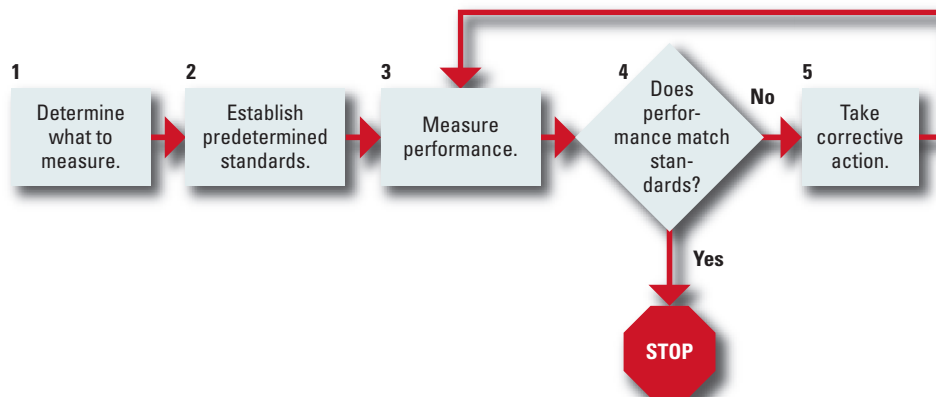 1
Determine
what to
measure.
2
Establish
predetermined
standards.
3
Measure
performance.
4
Does
perfor-
mance match
stan-
dards?
No
5
Take
corrective
action.
Yes
STOP